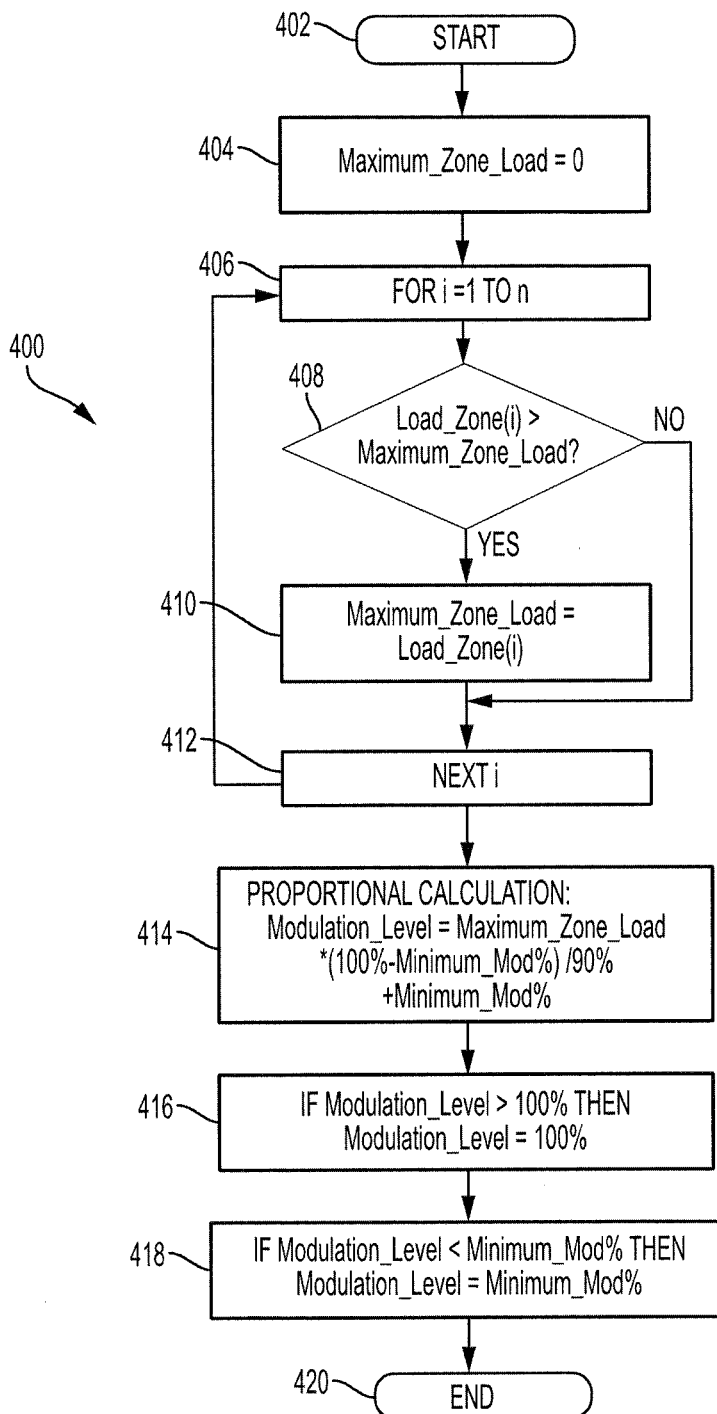 402
START
404
Maximum_Zone_Load = 0
406
FOR i =1 TO n
400
408
Load_Zone(i) >
Maximum_Zone_Load?
NO
YES
410
Maximum_Zone_Load =
Load_Zone(i)
412
NEXT i
414
PROPORTIONAL CALCULATION:
Modulation_Level = Maximum_Zone_Load
*(100%-Minimum_Mod%) /90%
+Minimum_Mod%
416
IF Modulation_Level > 100% THEN
Modulation_Level = 100%
418
IF Modulation_Level < Minimum_Mod% THEN
Modulation_Level = Minimum_Mod%
420
END